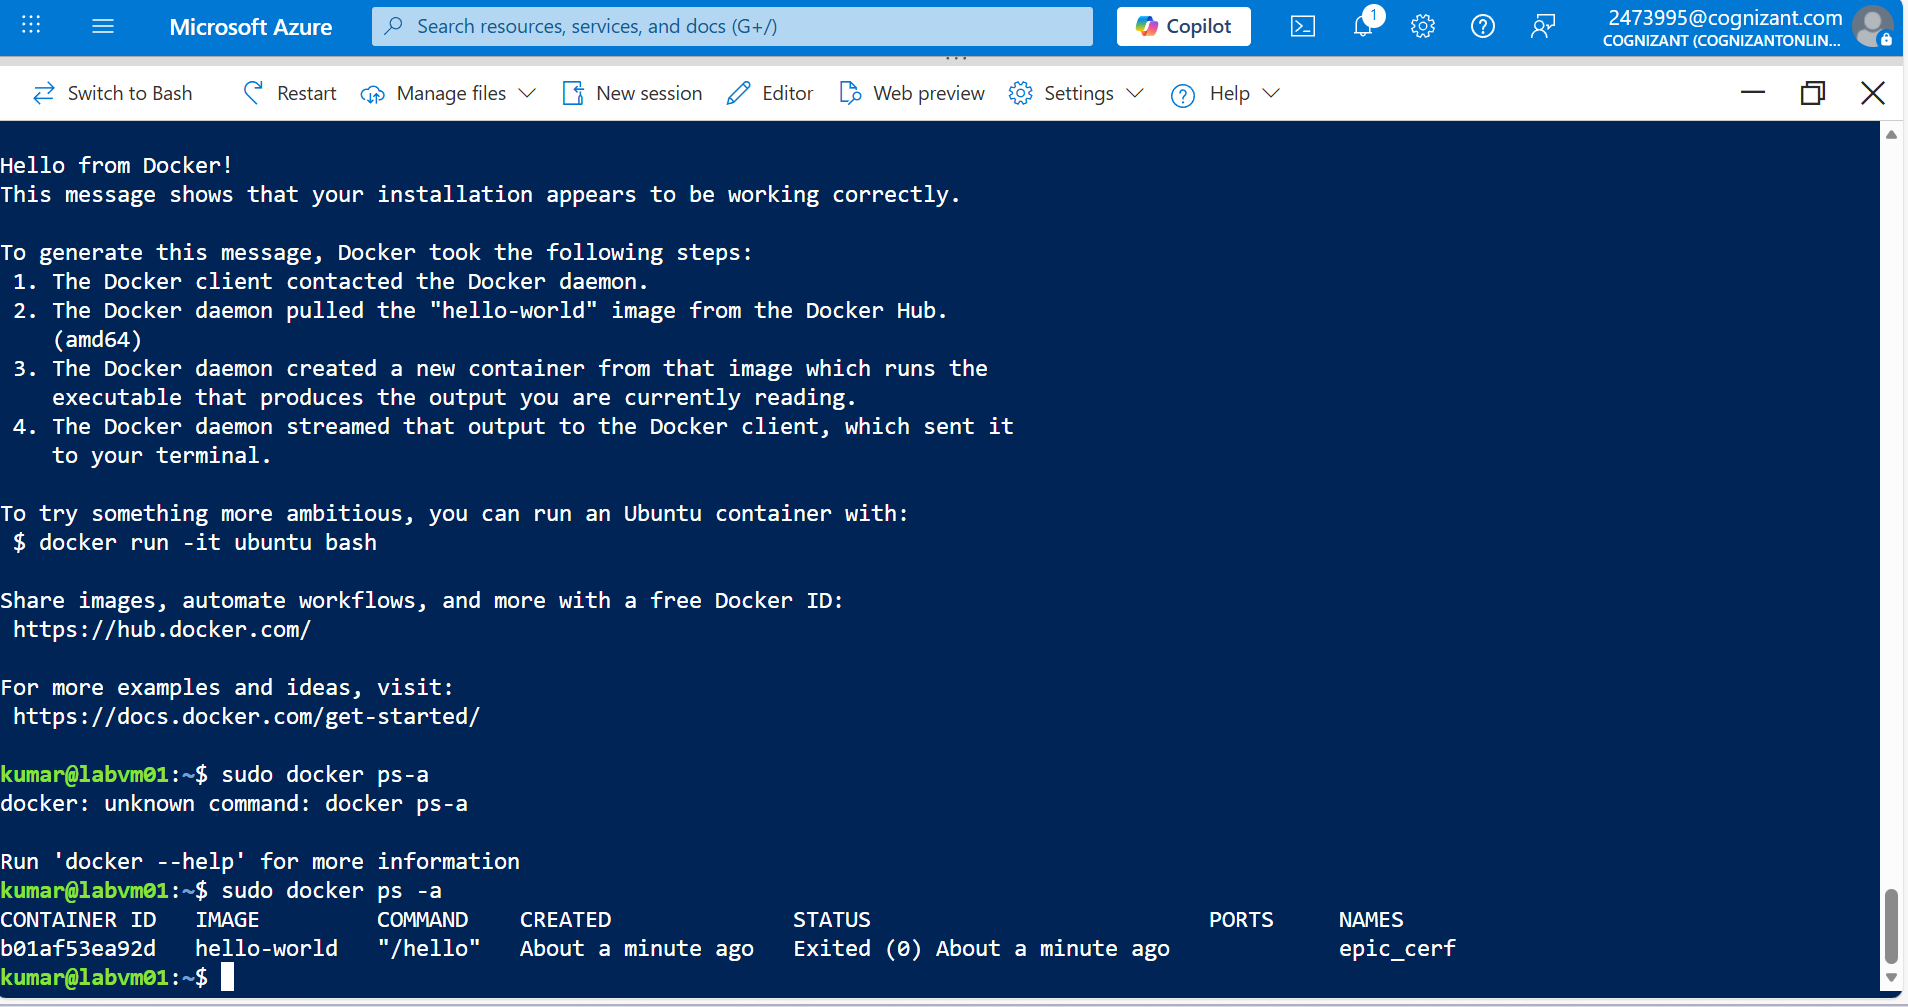 Microsoft Azure
Search resources, services, and docs (G+/)
Copilot
1
2473995@cognizant.com
COGNIZANT (COGNIZANTONLIN...
Switch to Bash
Restart
Manage files
New session
Editor
Web preview
Settings
Help
Hello from Docker!
This message shows that your installation appears to be working correctly.
To generate this message, Docker took the following steps:
1. The Docker client contacted the Docker daemon.
2. The Docker daemon pulled the "hello-world" image from the Docker Hub.
(amd64)
3. The Docker daemon created a new container from that image which runs the
executable that produces the output you are currently reading.
4. The Docker daemon streamed that output to the Docker client, which sent it
to your terminal.
To try something more ambitious, you can run an Ubuntu container with:
$ docker run -it ubuntu bash
Share images, automate workflows, and more with a free Docker ID:
https://hub.docker.com/
For more examples and ideas, visit:
https://docs.docker.com/get-started/
kumar@labvm01:~$ sudo docker ps-a
docker: unknown command: docker ps-a
Run 'docker --help' for more information
kumar@labvm01:~$ sudo docker ps -a
CONTAINER ID   IMAGE         COMMAND    CREATED              STATUS                          PORTS     NAMES
b01af53ea92d   hello-world   "/hello"   About a minute ago   Exited (0) About a minute ago             epic_cerf
kumar@labvm01:~$